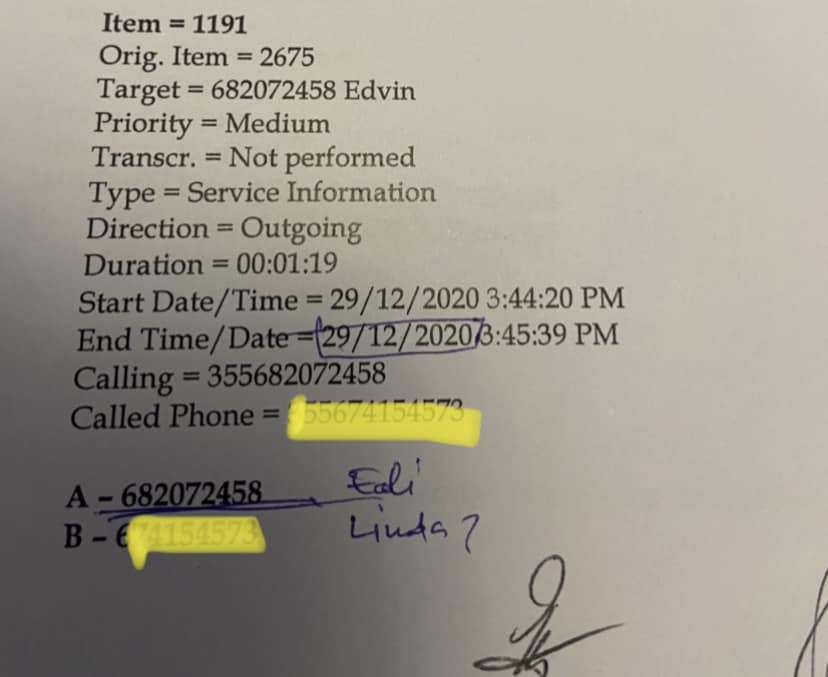 Item = 1191
Orig. Item = 2675
Target = 682072458 Edvin
Priority = Medium
Transcr. = Not performed
Type = Service Information
Direction = Outgoing
Duration = 00:01:19
Start Date/Time = 29/12/2020 3:44:20 PM
End Time/Date = 29/12/2020 3:45:39 PM
Calling = 355682072458
Called Phone =
A - 682072458
B -
Linda ?